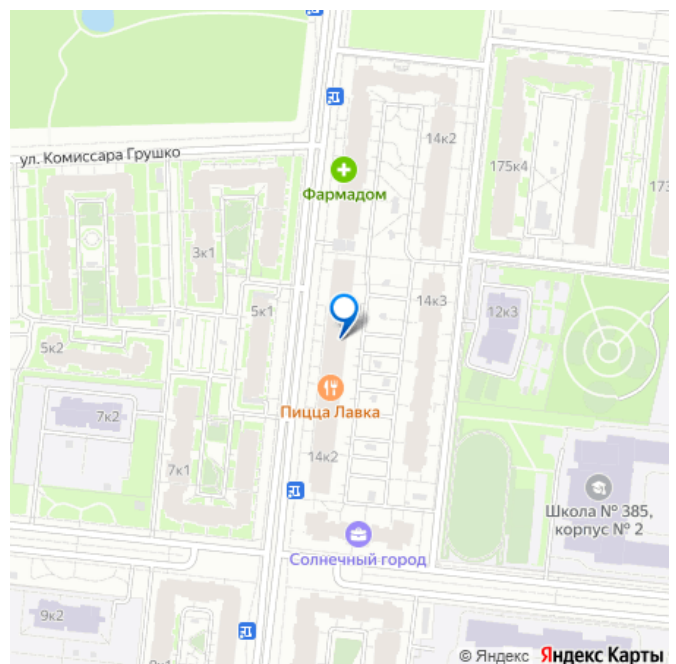 14к2
ул. Комиссара Грушко
175к4
Фармадом
173
3к1
14к3
5к1
12к3
5к2
Пицца Лавка
7к2
14к2
7к1
Школа № 385,
корпус № 2
Солнечный город
9к2
© Яндекс Яндекс Карты